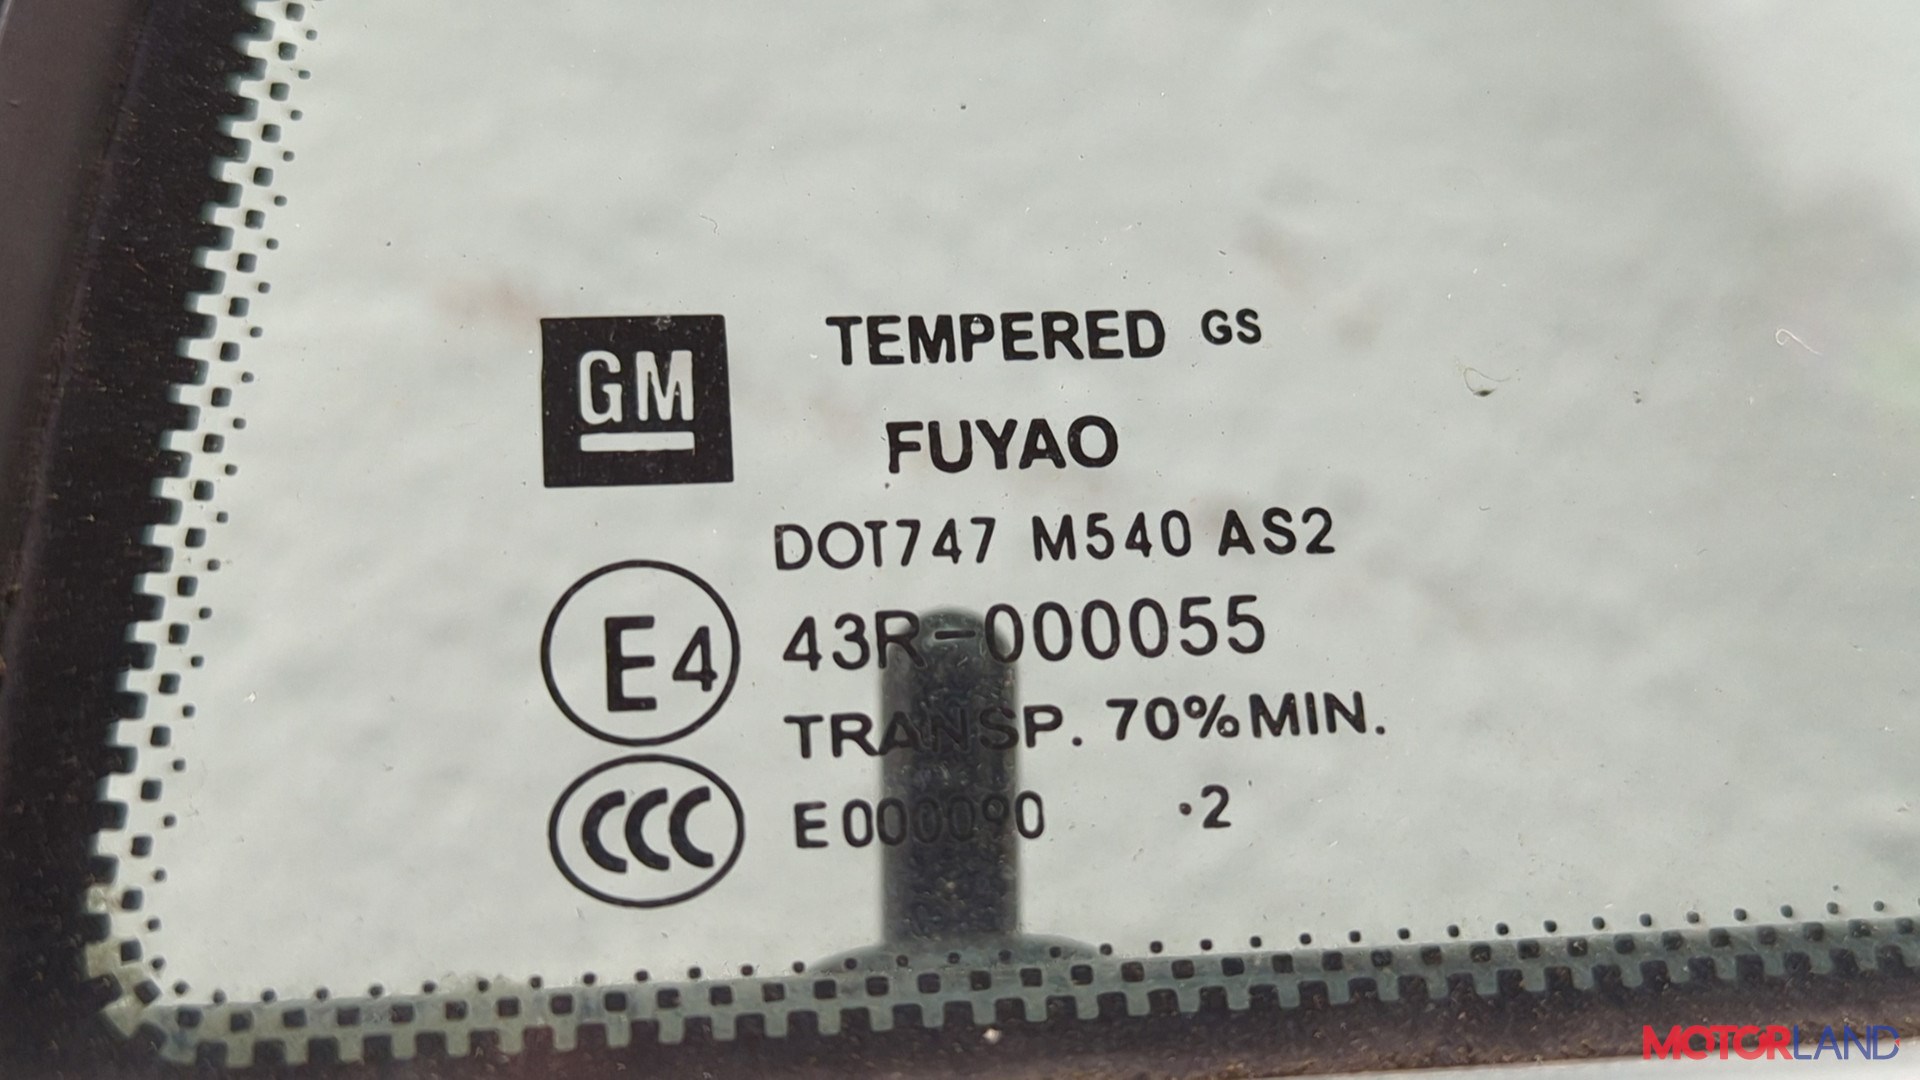 GM
TEMPERED GS
FUYAO
DOT747 M540 AS2
E4
43R-000055
TRANSP. 70% MIN.
CCC
E000090 ·2
MOTORLAND